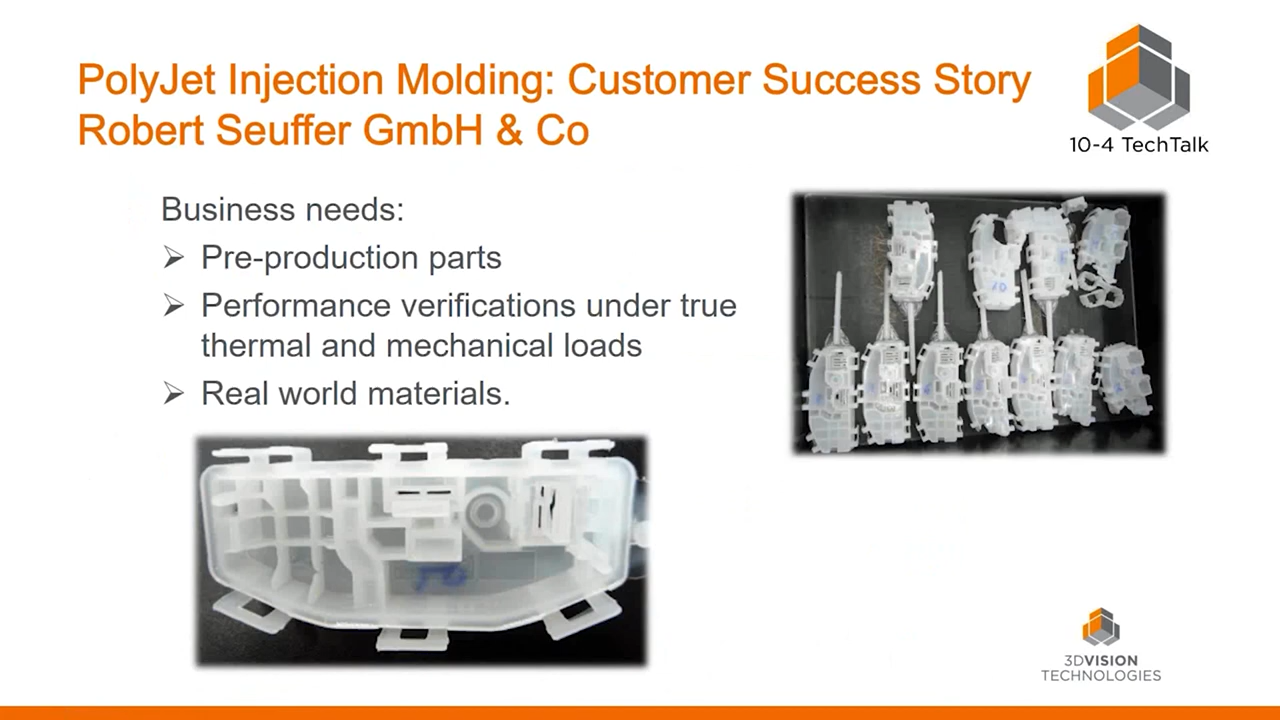 PolyJet Injection Molding: Customer Success Story
Robert Seuffer GmbH & Co
10-4 TechTalk
Business needs:
➢ Pre-production parts
➢ Performance verifications under true
thermal and mechanical loads
➢ Real world materials.
3DVISION
TECHNOLOGIES